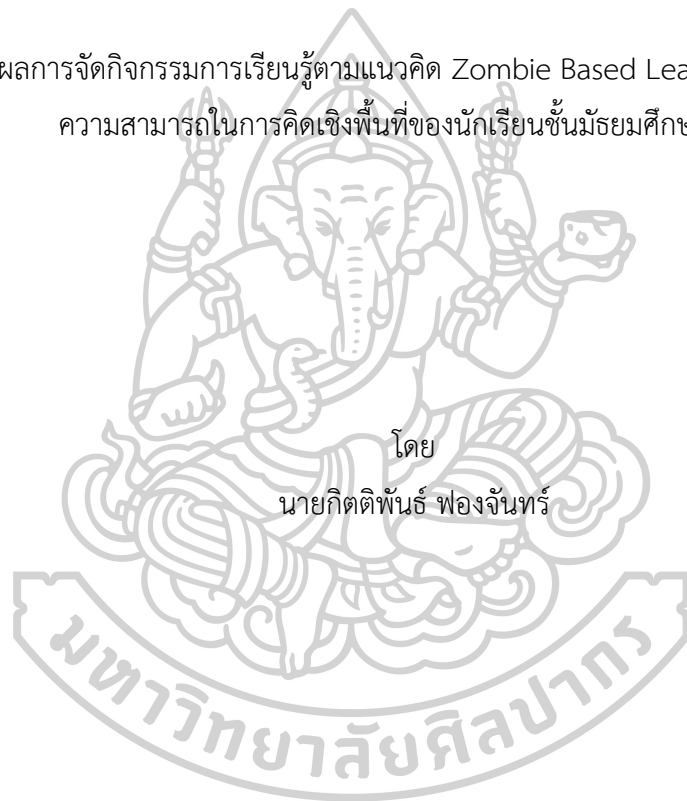 ผลการจัดกิจกรรมการเรียนรู้ตามแนวคิด Zombie Based Lea
ความสามารถในการคิดเชิงพื้นที่ของนักเรียนชั้นมัธยมศึกษ
โดย
นายกิตติพันธ์ ฟองจันทร์
มหาวิทยาลัยศิลปากร